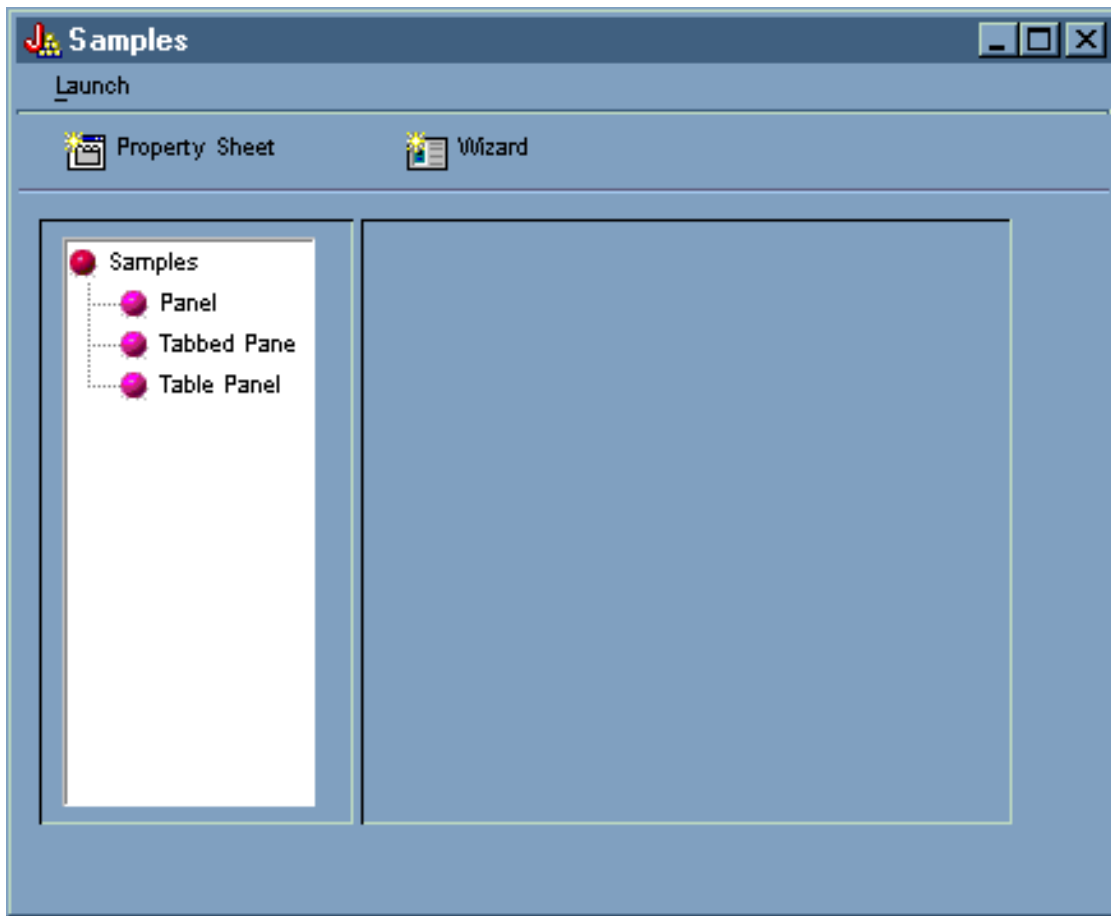 Samples
Launch
Property Sheet Wizard
Samples
Panel
Tabbed Pane
Table Panel